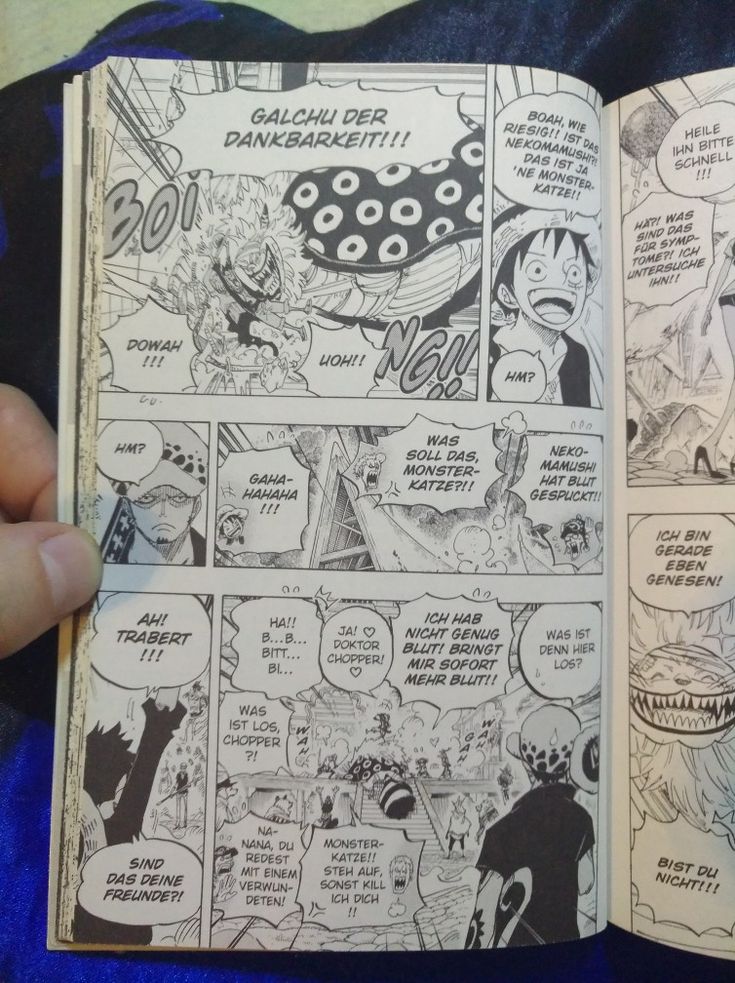 GALCHU DER
DANKBARKEIT!!!
BOI
DOWAH
!!!
UOH!!
NG!!!
BOAH, WIE
RIESIG!! IST DAS
NEKOMAMUSHI?!
DAS IST JA
'NE MONSTER-
KATZE!!
HM?
HM?
GAHA-
HAHAHA
!!!
WAS
SOLL DAS,
MONSTER-
KATZE?!!
NEKO-
MAMUSHI
HAT BLUT
GESPUCKT!!
AH!
TRABERT
!!!
SIND
DAS DEINE
FREUNDE?!
HA!!
B...B...
BITT...
BI...
JA! ♡
DOKTOR
CHOPPER!
♡
ICH HAB
NICHT GENUG
BLUT! BRINGT
MIR SOFORT
MEHR BLUT!!
WAS IST
DENN HIER
LOS?
WAS
IST LOS,
CHOPPER
?!
NA-
NANA, DU
REDEST
MIT EINEM
VERWUN-
DETEN!
MONSTER-
KATZE!!
STEH AUF,
SONST KILL
ICH DICH
!!
HEILE
IHN BITTE
SCHNELL
!!!
HÄ?! WAS
SIND DAS
FÜR SYMP-
TOME?! ICH
UNTERSUCHE
IHN!!
ICH BIN
GERADE
EBEN
GENESEN!
BIST DU
NICHT!!!